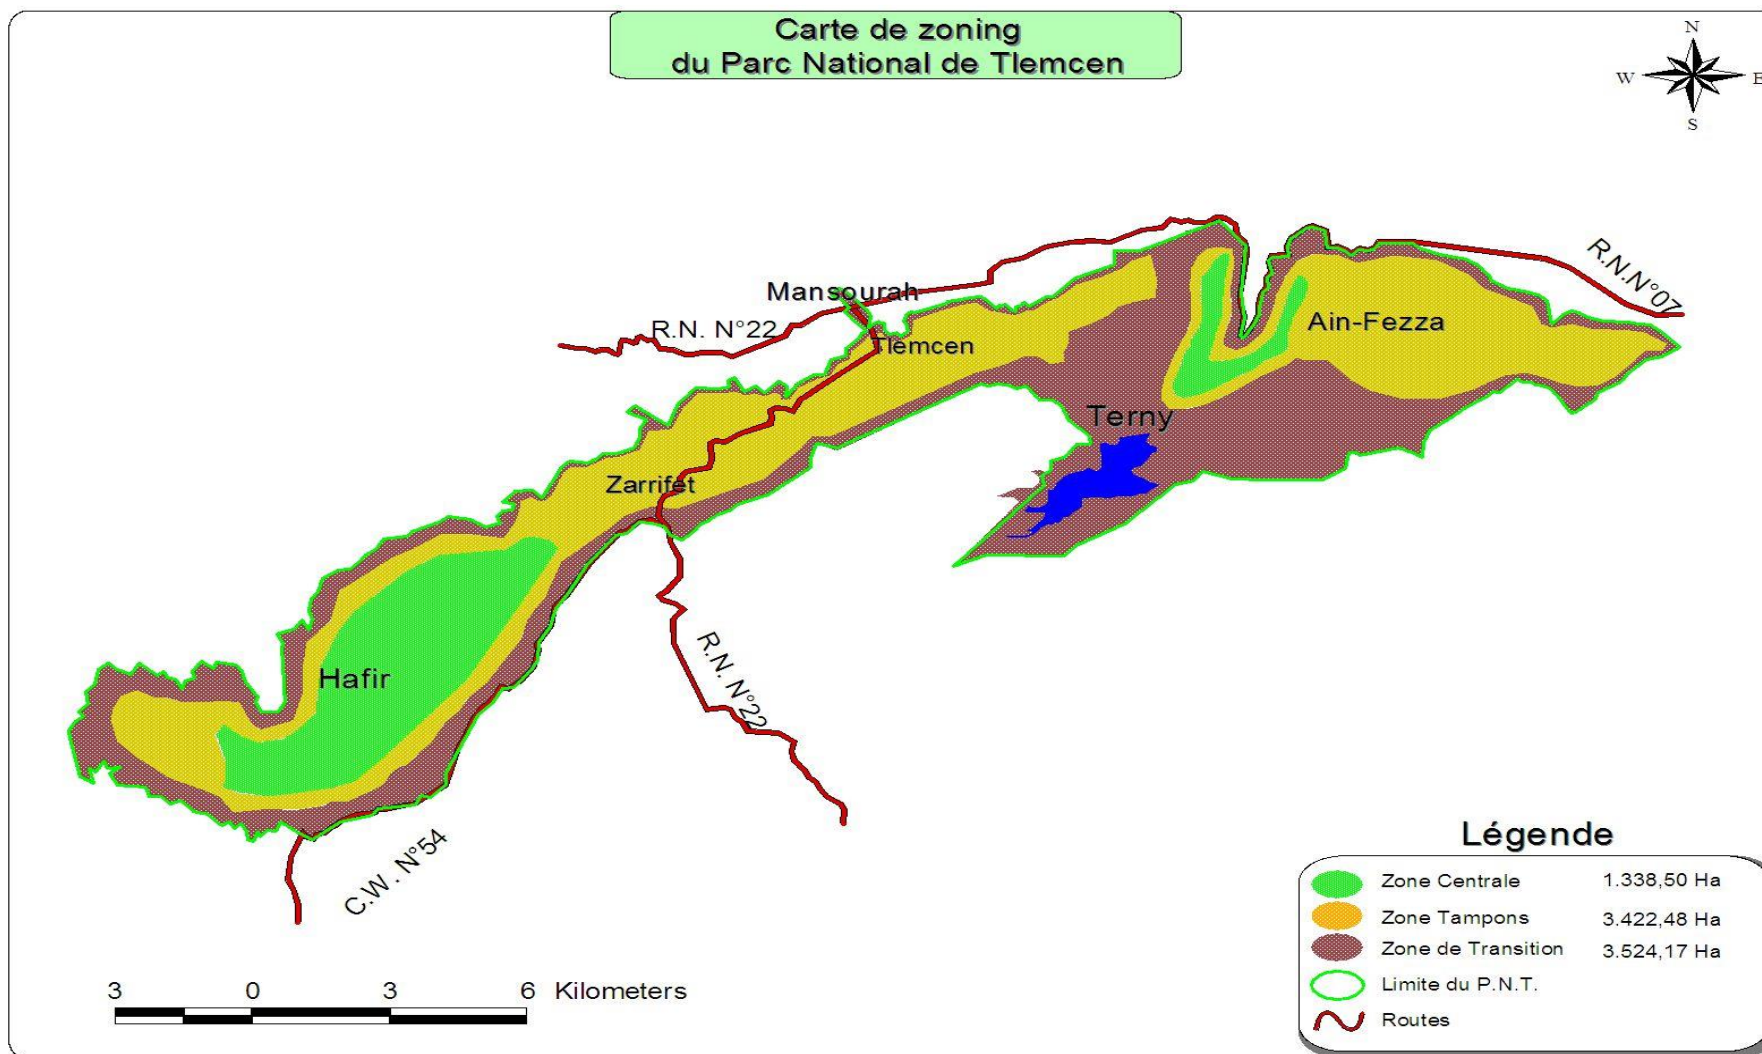 Carte de zoning
du Parc National de Tlemcen
N
W
E
S
R.N.N°07
Mansourah
R.N. N°22
Tlemcen
Ain-Fezza
Terny
Zarrifet
Hafir
R.N. N°22
C.W. N°54
Légende
Zone Centrale 1.338,50 Ha
Zone Tampons 3.422,48 Ha
Zone de Transition 3.524,17 Ha
Limite du P.N.T.
Routes
3 0 3 6 Kilometers